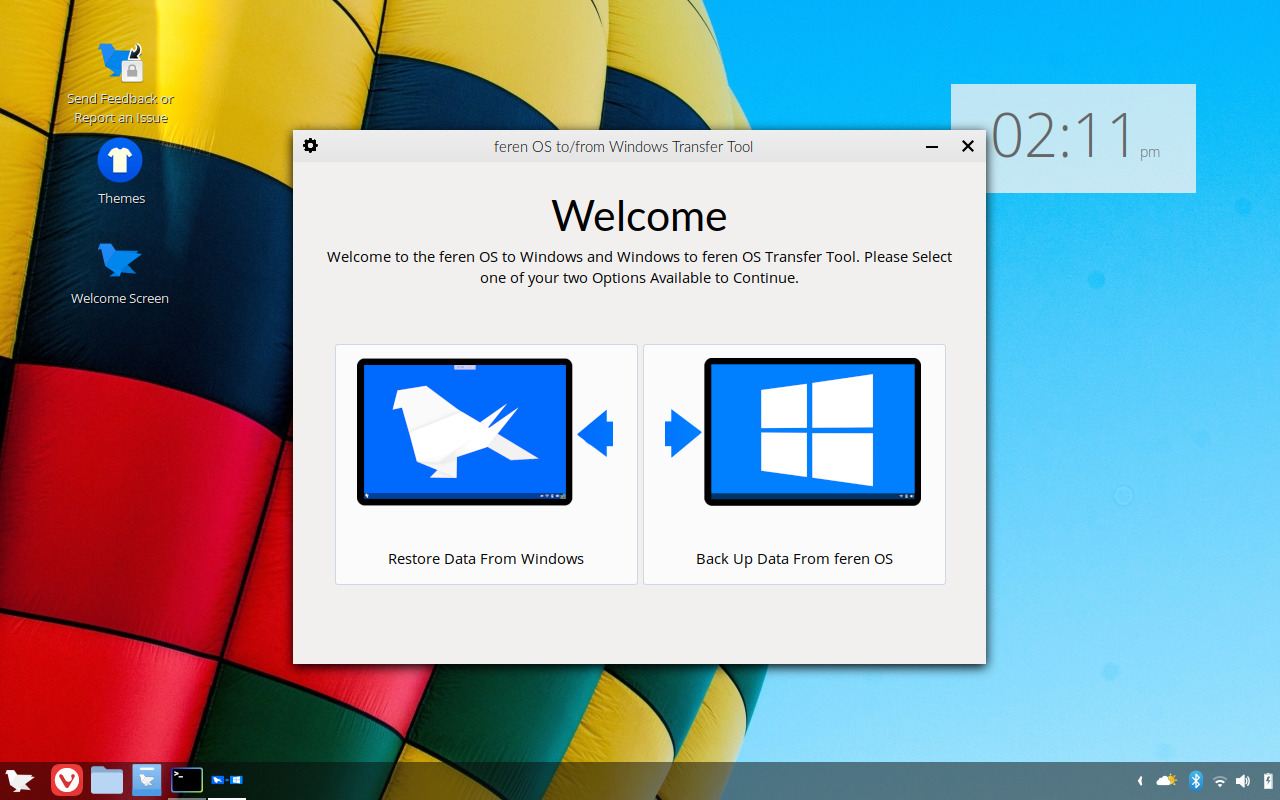 Send Feedback or
Report an Issue
Themes
Welcome Screen
feren OS to/from Windows Transfer Tool
02:11 pm
Welcome
Welcome to the feren OS to Windows and Windows to feren OS Transfer Tool. Please Select
one of your two Options Available to Continue.
Restore Data From Windows
Back Up Data From feren OS
>_